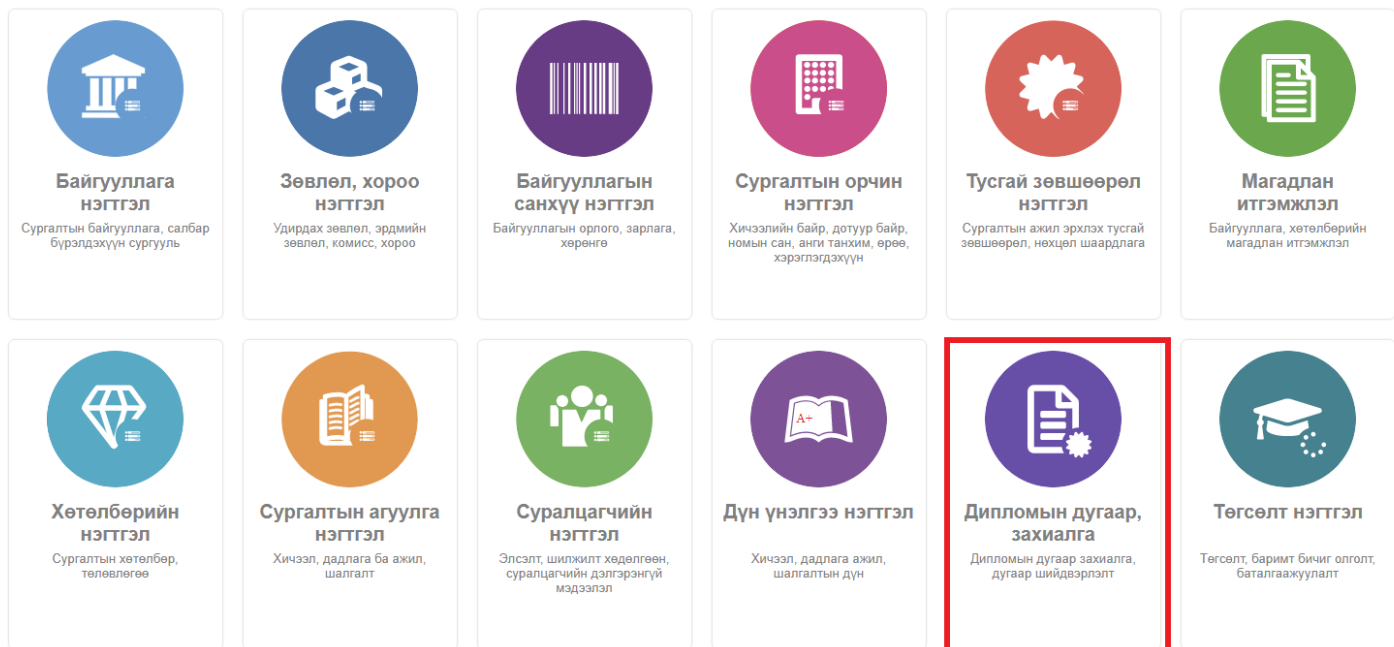 Байгууллага
нэгтгэл
Сургалтын байгууллага, салбар
бүрэлдэхүүн сургууль
Зөвлөл, хороо
нэгтгэл
Удирдах зөвлөл, эрдмийн
зөвлөл, комисс, хороо
Байгууллагын
санхүү нэгтгэл
Байгууллагын орлого, зарлага,
хөрөнгө
Сургалтын орчин
нэгтгэл
Хичээлийн байр, дотуур байр,
номын сан, анги танхим, өрөө,
хэрэглэгдэхүүн
Тусгай зөвшөөрөл
нэгтгэл
Сургалтын ажил эрхлэх тусгай
зөвшөөрөл, нөхцөл шаардлага
Магадлан
итгэмжлэл
Байгууллага, хөтөлбөрийн
магадлан итгэмжлэл
Хөтөлбөрийн
нэгтгэл
Сургалтын хөтөлбөр,
төлөвлөгөө
Сургалтын агуулга
нэгтгэл
Хичээл, дадлага ба ажил,
шалгалт
Суралцагчийн
нэгтгэл
Элсэлт, шилжилт хөдөлгөөн,
суралцагчийн дэлгэрэнгүй
мэдээлэл
A+
Дүн үнэлгээ нэгтгэл
Хичээл, дадлага ажил,
шалгалтын дүн
Дипломын дугаар,
захиалга
Дипломын дугаар захиалга,
дугаар шийдвэрлэлт
Төгсөлт нэгтгэл
Төгсөлт, баримт бичиг олголт,
баталгаажуулалт